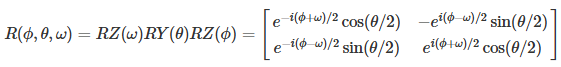 R(ϕ, θ, ω) = RZ(ω)RY(θ)RZ(ϕ) = [ e^{−i(ϕ+ω)/2} cos(θ/2) −e^{i(ϕ−ω)/2} sin(θ/2) ]
[ e^{−i(ϕ−ω)/2} sin(θ/2) e^{i(ϕ+ω)/2} cos(θ/2) ]